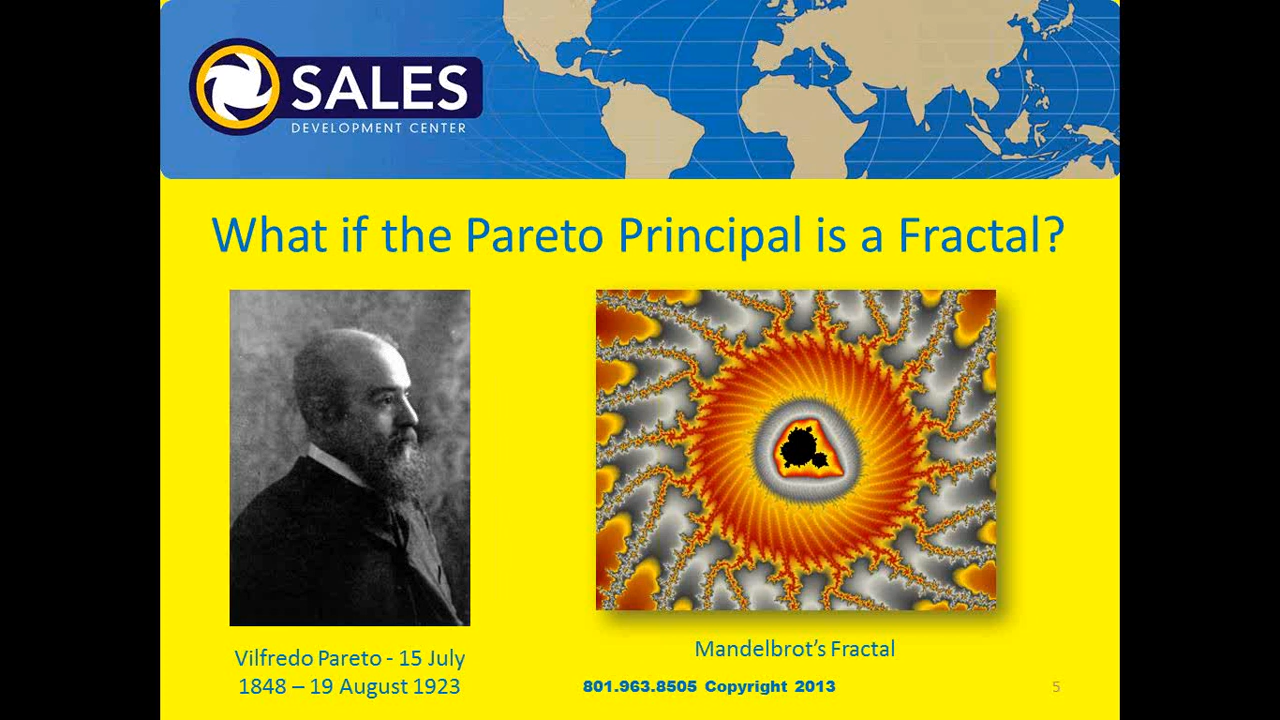 SALES
DEVELOPMENT CENTER
What if the Pareto Principal is a Fractal?
Vilfredo Pareto - 15 July
1848 – 19 August 1923
Mandelbrot's Fractal
801.963.8505 Copyright 2013
5